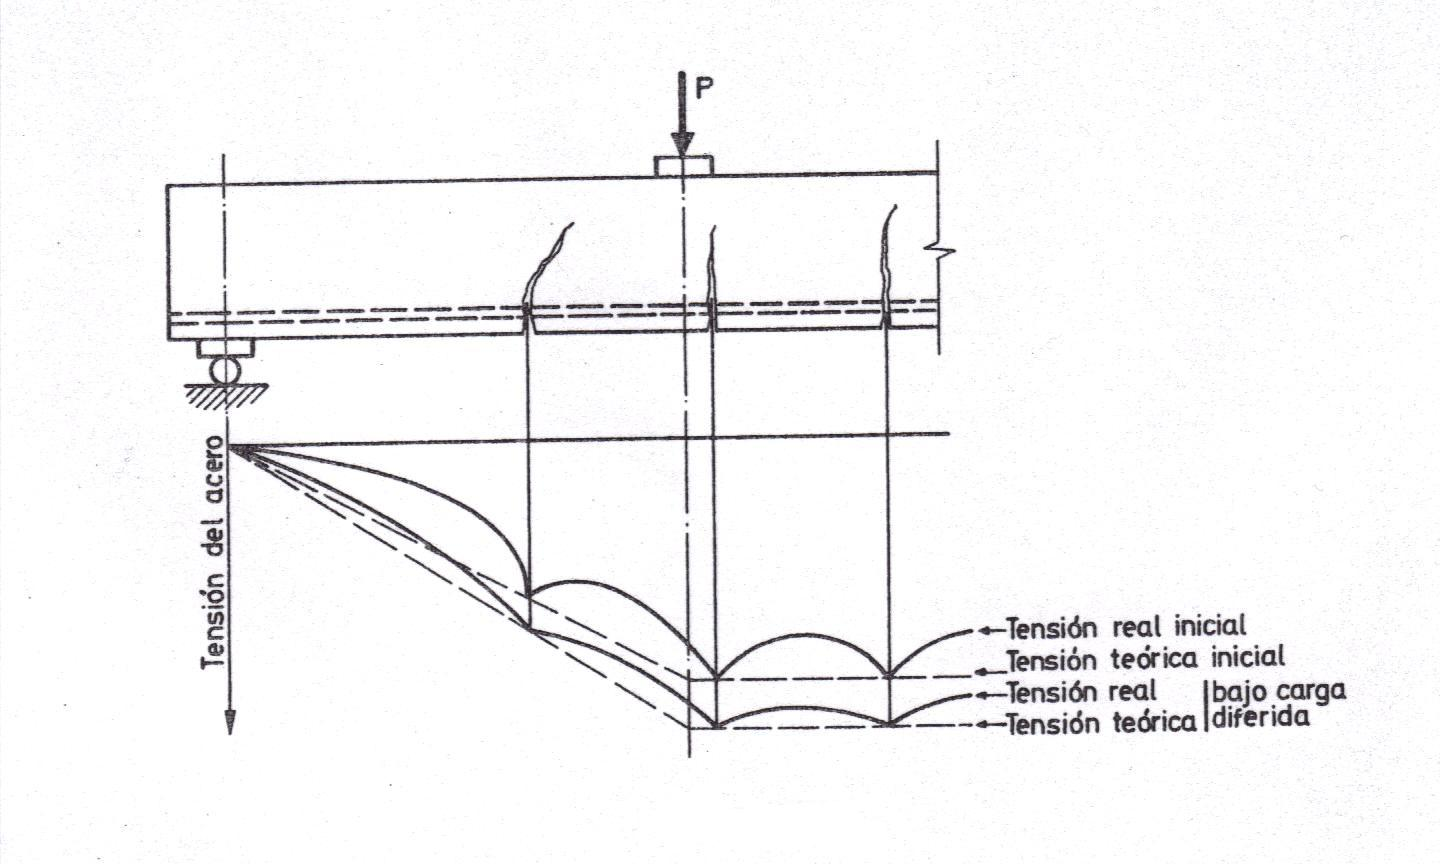 P
Tensión del acero
Tensión real inicial
Tensión teórica inicial
Tensión real
Tensión teórica
bajo carga
diferida